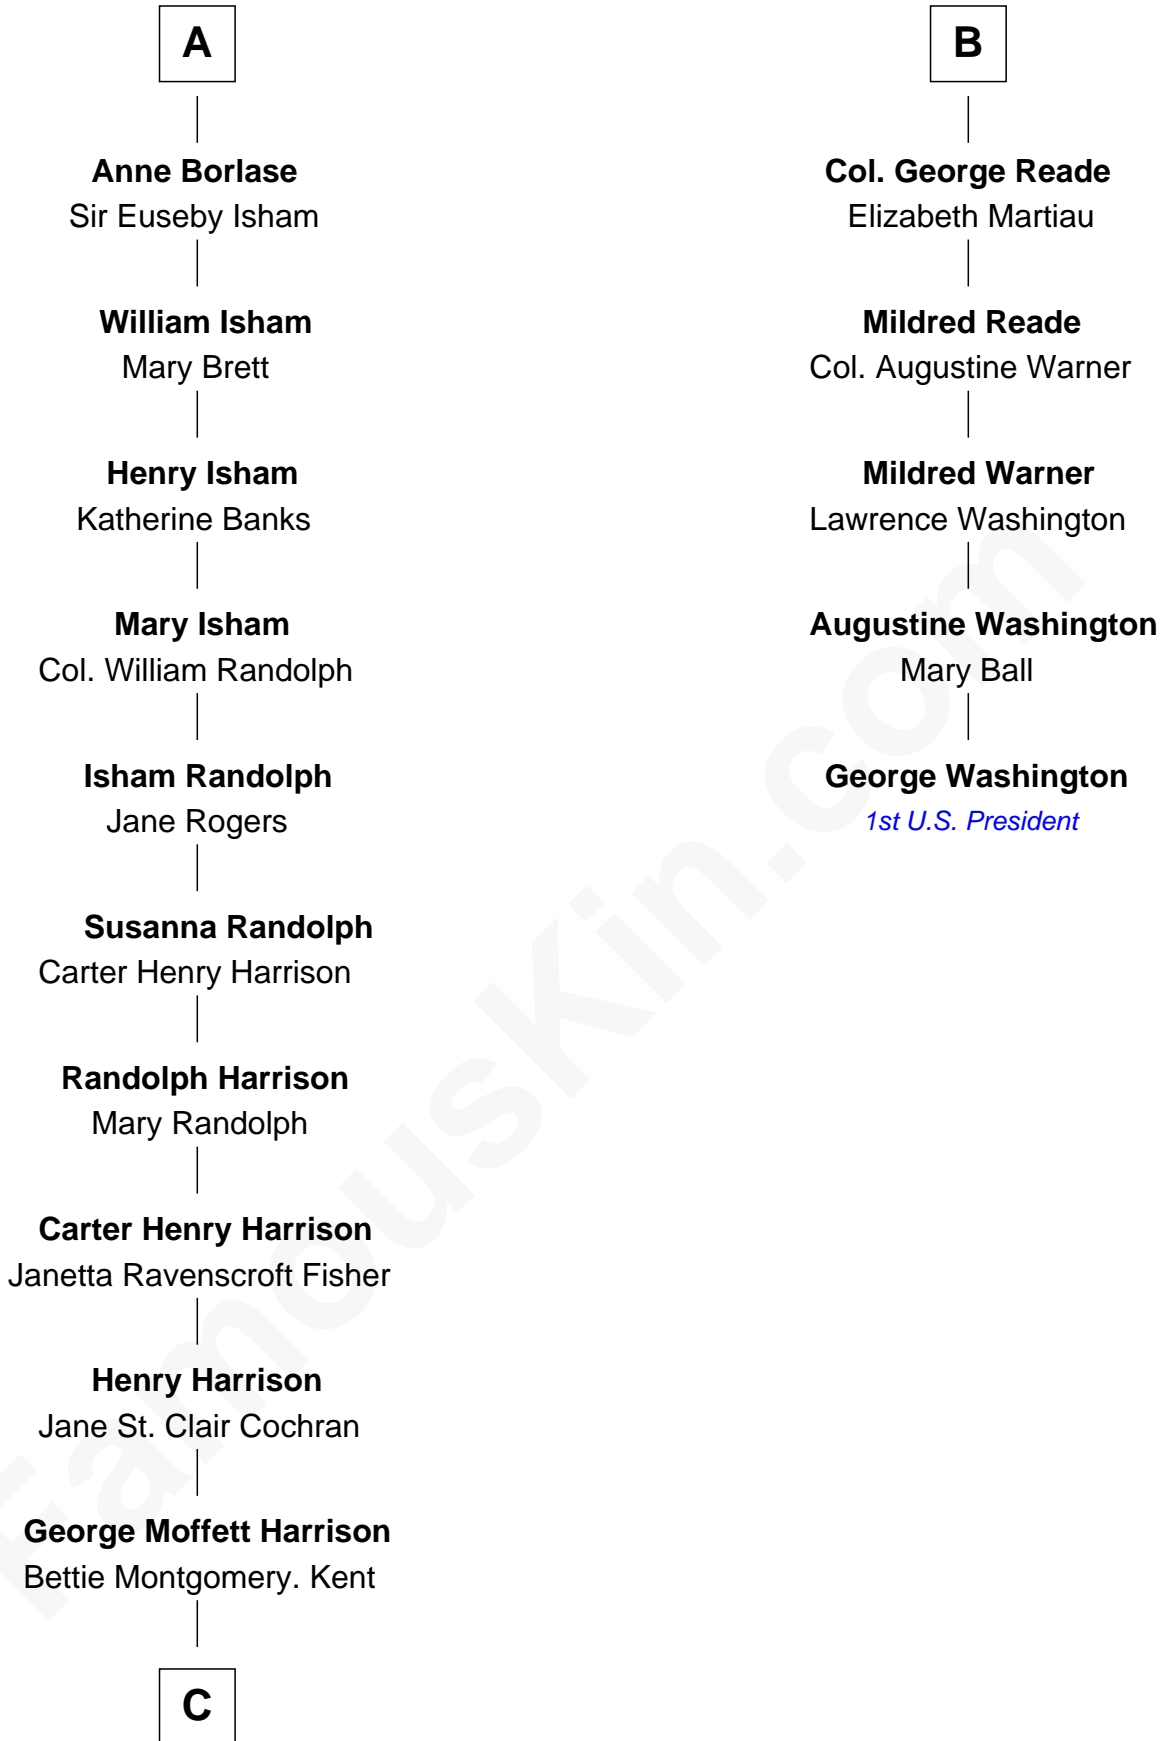 A
Anne Borlase
Sir Euseby Isham
William Isham
Mary Brett
Henry Isham
Katherine Banks
Mary Isham
Col. William Randolph
Isham Randolph
Jane Rogers
Susanna Randolph
Carter Henry Harrison
Randolph Harrison
Mary Randolph
Carter Henry Harrison
Janetta Ravenscroft Fisher
Henry Harrison
Jane St. Clair Cochran
George Moffett Harrison
Bettie Montgomery. Kent
C
B
Col. George Reade
Elizabeth Martiau
Mildred Reade
Col. Augustine Warner
Mildred Warner
Lawrence Washington
Augustine Washington
Mary Ball
George Washington
1st U.S. President
FamousKin.com